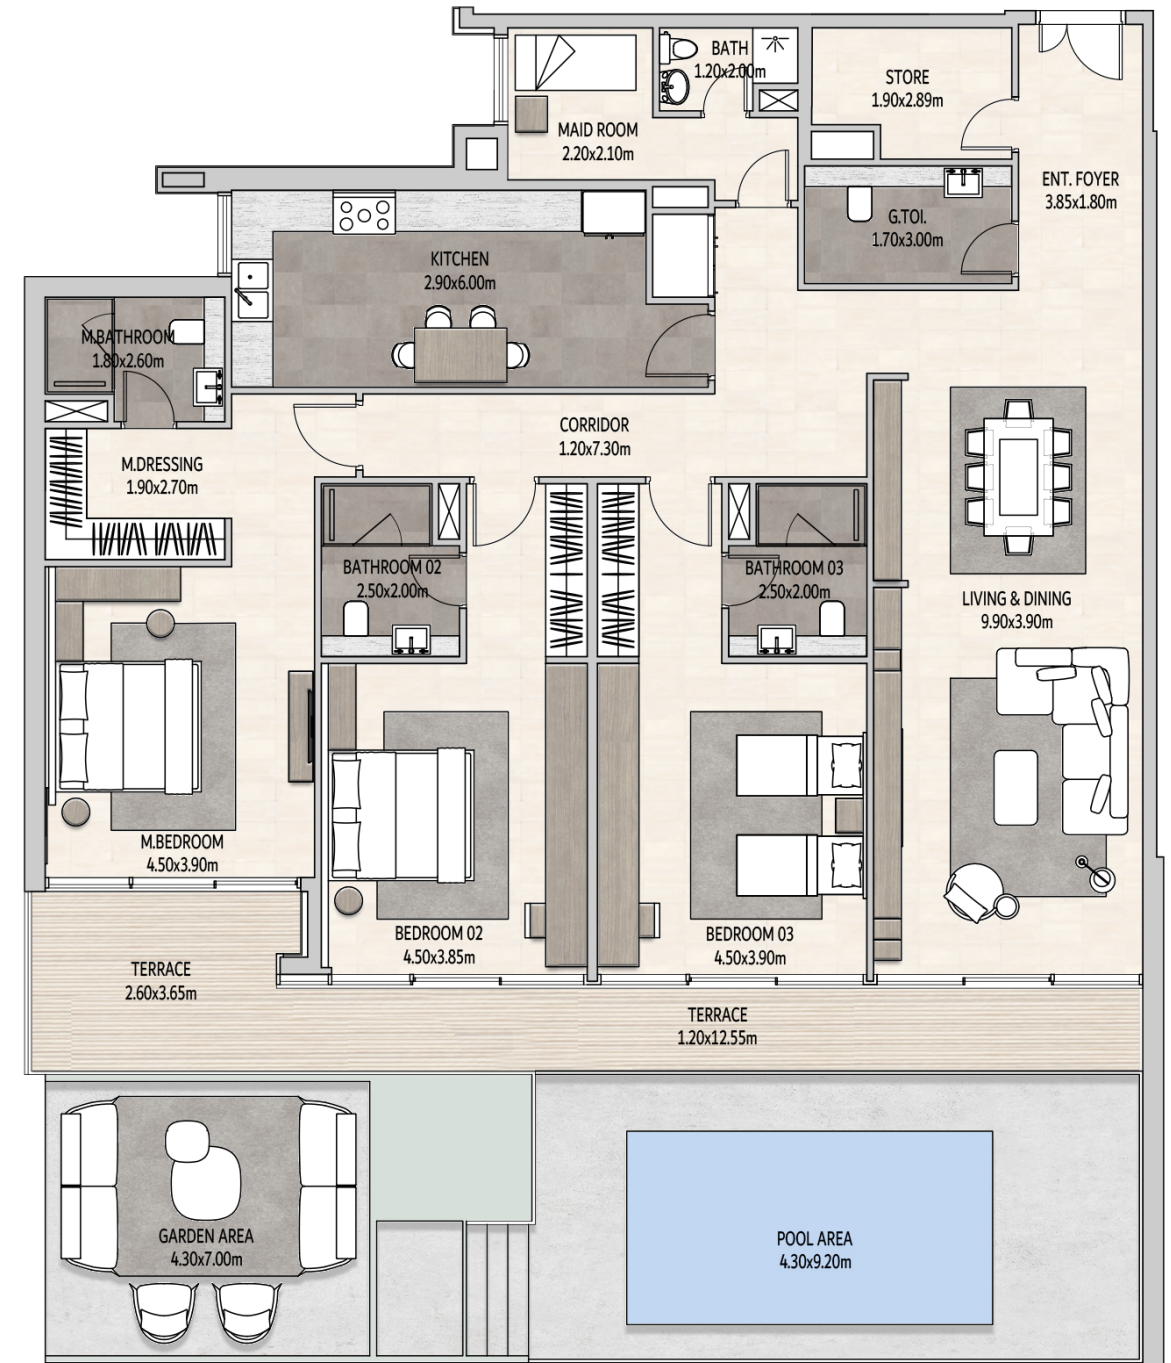 BATH
1.20x2.00m
STORE
1.90x2.89m
MAID ROOM
2.20x2.10m
ENT. FOYER
3.85x1.80m
G.TOI.
1.70x3.00m
KITCHEN
2.90x6.00m
M.BATHROOM
1.80x2.60m
CORRIDOR
1.20x7.30m
M.DRESSING
1.90x2.70m
BATHROOM 02
2.50x2.00m
BATHROOM 03
2.50x2.00m
LIVING & DINING
9.90x3.90m
M.BEDROOM
4.50x3.90m
BEDROOM 02
4.50x3.85m
BEDROOM 03
4.50x3.90m
TERRACE
2.60x3.65m
TERRACE
1.20x12.55m
GARDEN AREA
4.30x7.00m
POOL AREA
4.30x9.20m